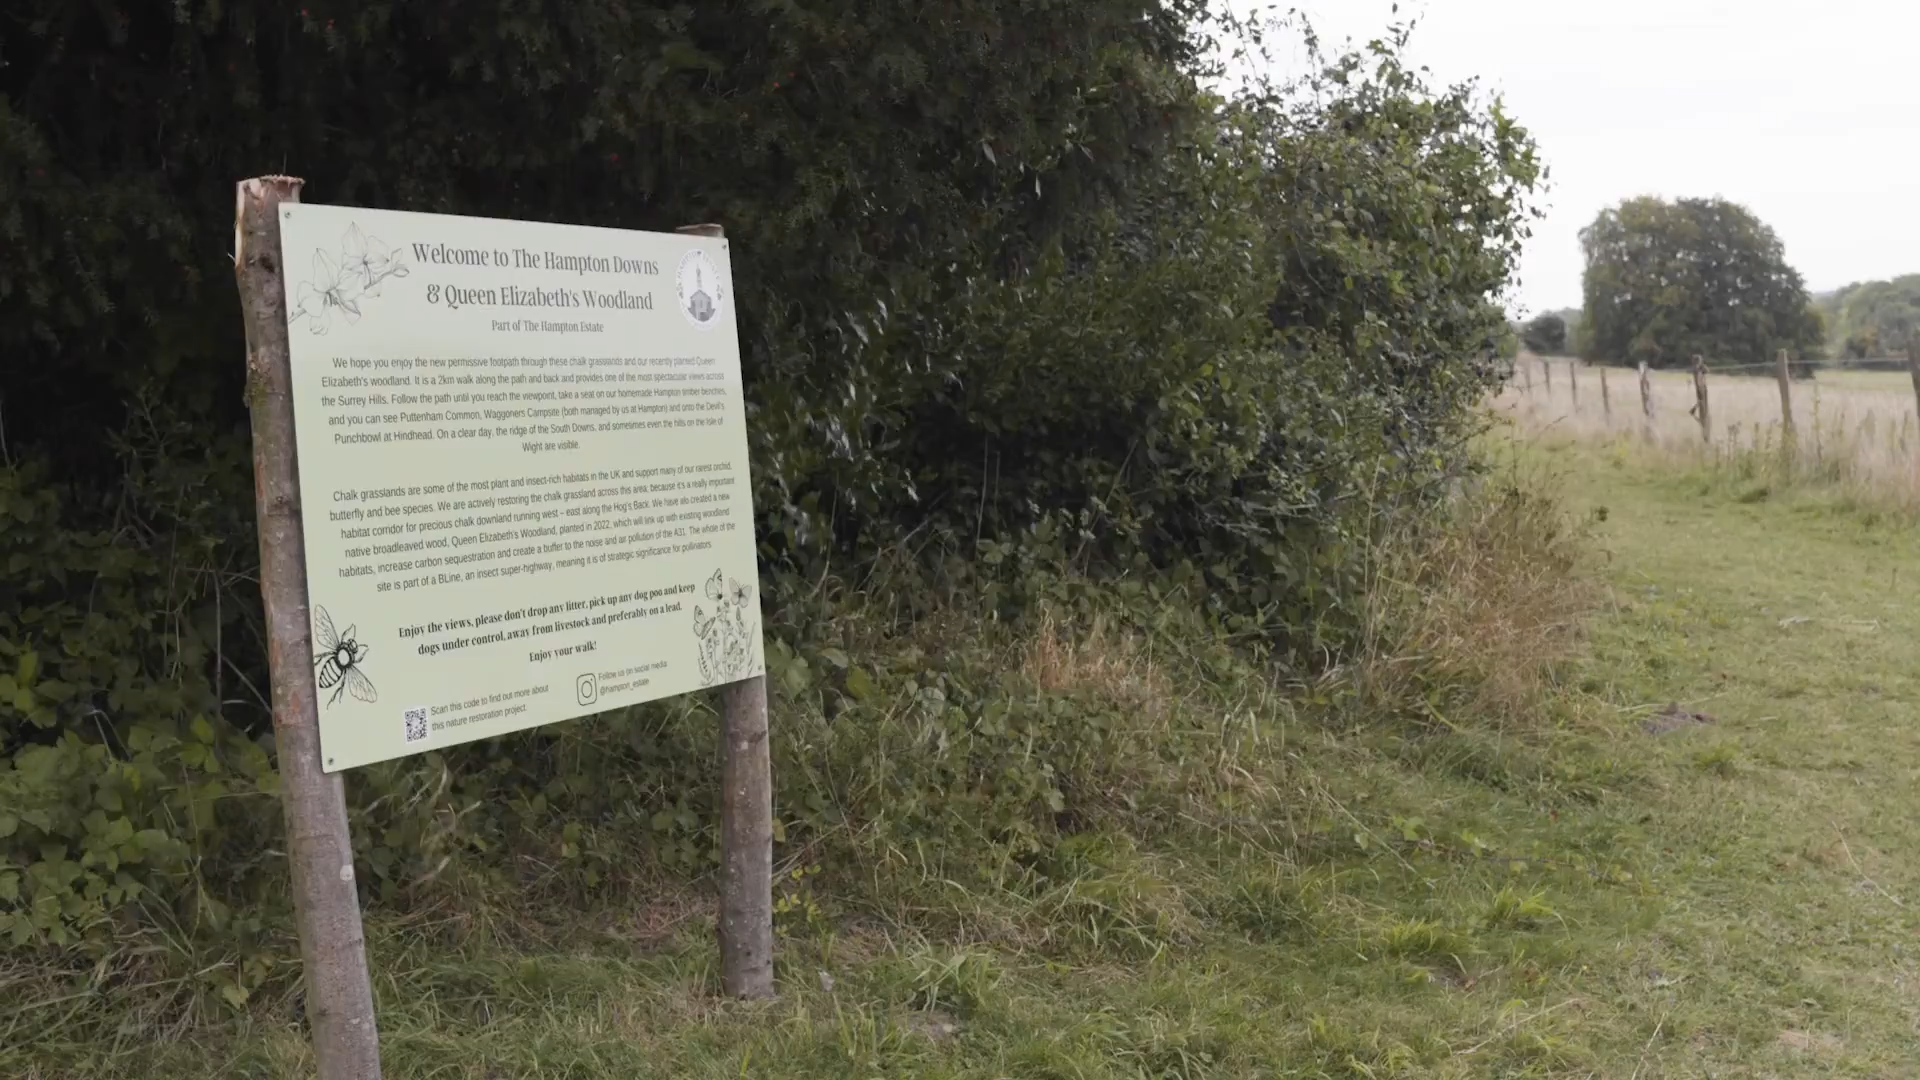 Welcome to The Hampton Downs
& Queen Elizabeth's Woodland
Part of The Hampton Estate
We hope you enjoy the new permissive footpath through these chalk grasslands and our recently planted Queen
Elizabeth's woodland. It is a 2km walk along the path and back and provides one of the most spectacular views across
the Surrey Hills. Follow the path until you reach the viewpoint, take a seat on our homemade Hampton timber benches,
and you can see Puttenham Common, Waggoners Campsite (both managed by us at Hampton) and onto the Devil's
Punchbowl at Hindhead. On a clear day, the ridge of the South Downs, and sometimes even the hills on the Isle of
Wight are visible.
Chalk grasslands are some of the most plant and insect-rich habitats in the UK and support many of our rarest orchid,
butterfly and bee species. We are actively restoring the chalk grassland across this area, because it's a really important
habitat corridor for precious chalk downland running west – east along the Hog's Back. We have also created a new
native broadleaved wood, Queen Elizabeth's Woodland, planted in 2022, which will link up with existing woodland
habitats, increase carbon sequestration and create a buffer to the noise and air pollution of the A31. The whole of the
site is part of a BLine, an insect super-highway, meaning it is of strategic significance for pollinators.
Enjoy the views, please don't drop any litter, pick up any dog poo and keep
dogs under control, away from livestock and preferably on a lead.
Enjoy your walk!
Scan this code to find out more about
this nature restoration project.
Follow us on social media
@hampton_estate